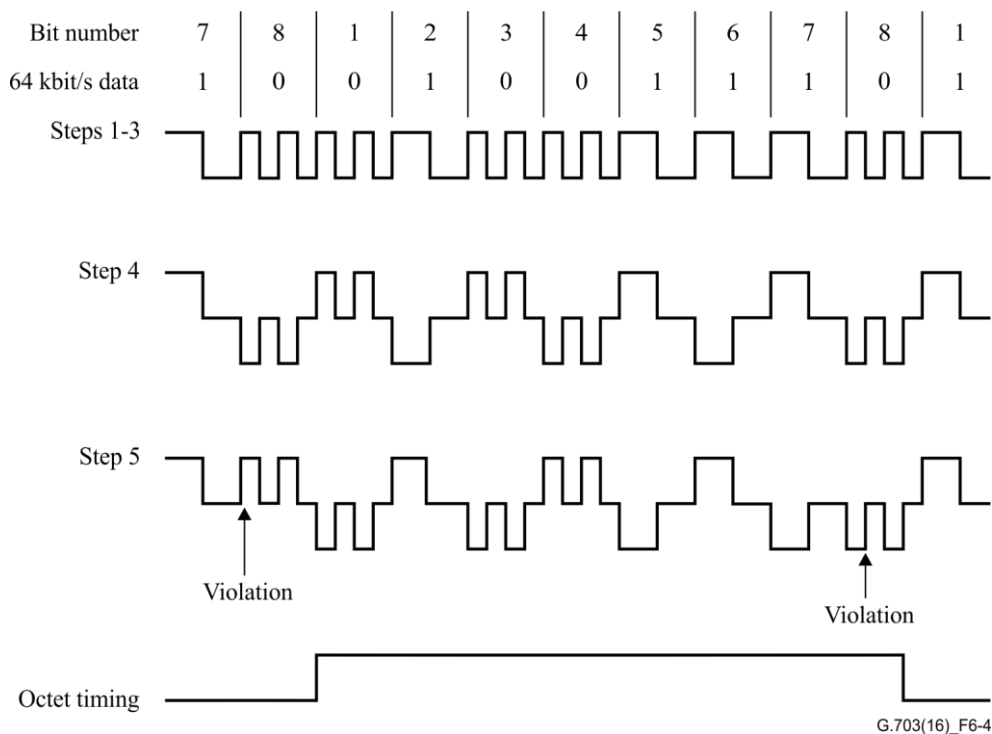 Bit number 7 8 1 2 3 4 5 6 7 8 1
64 kbit/s data 1 0 0 1 0 0 1 1 1 0 1
Steps 1-3
Step 4
Step 5
Violation
Violation
Octet timing
G.703(16)_F6-4